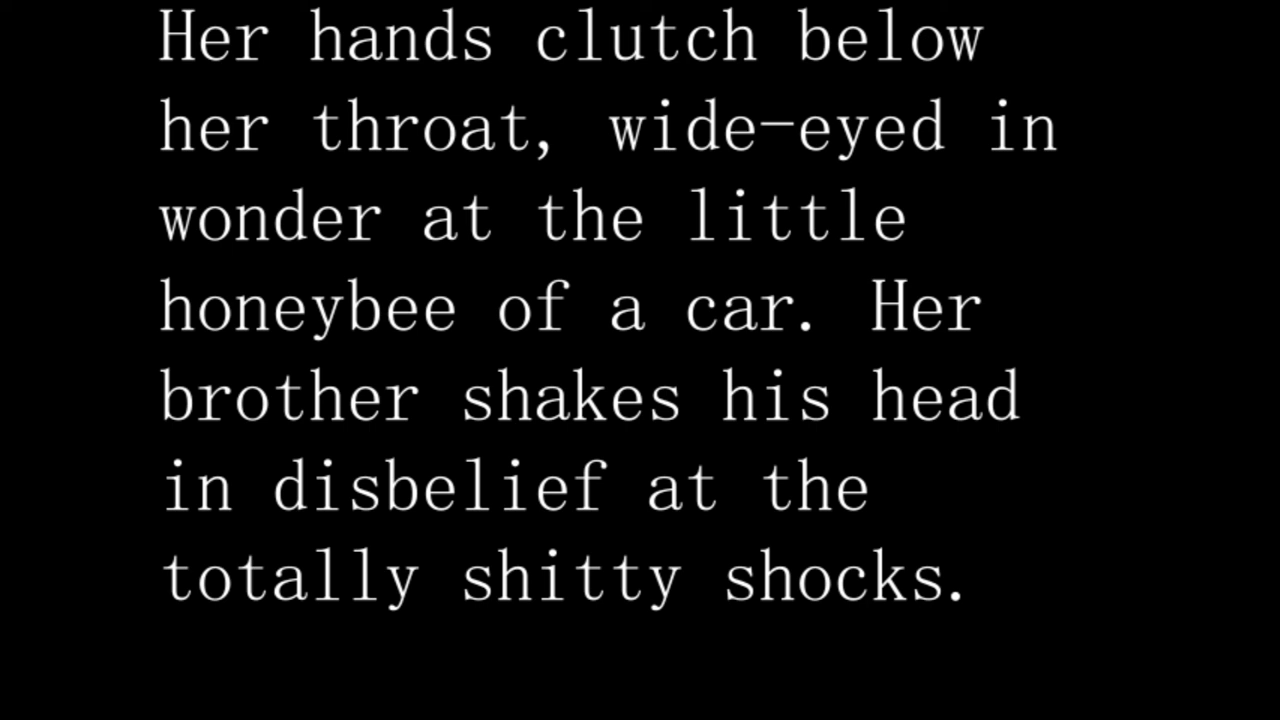 Her hands clutch below
her throat, wide-eyed in
wonder at the little
honeybee of a car. Her
brother shakes his head
in disbelief at the
totally shitty shocks.